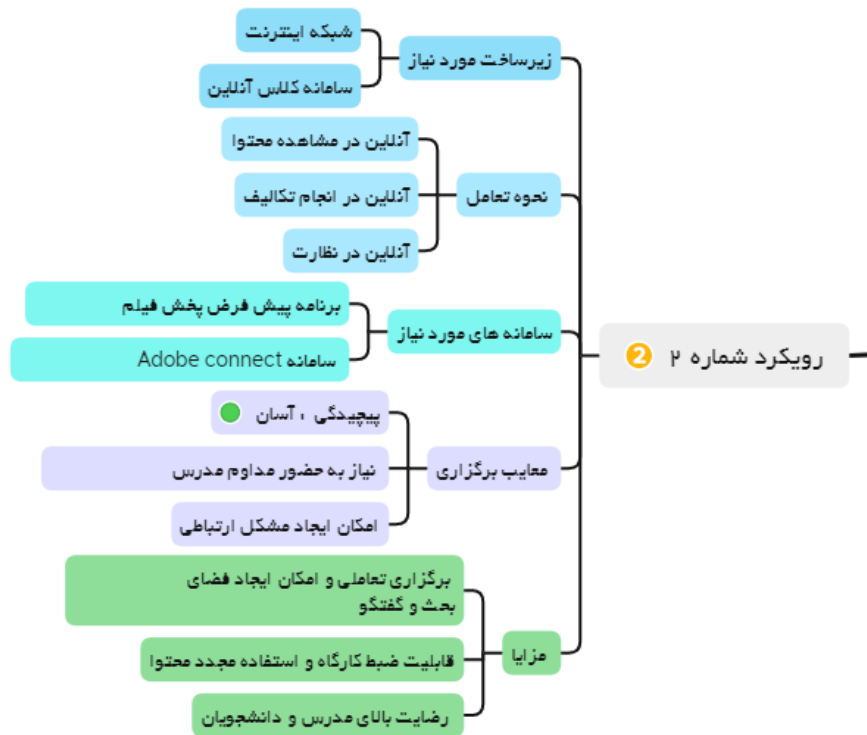 رویکرد شماره ۲ 2
زیرساخت مورد نیاز
شبکه اینترنت
سامانه کلاس آنلاین
نحوه تعامل
آنلاین در مشاهده محتوا
آنلاین در انجام تکالیف
آنلاین در نظارت
سامانه های مورد نیاز
برنامه پیش فرض پخش فیلم
سامانه Adobe connect
معایب برگزاری
پیچیدگی ، آسان
نیاز به حضور مداوم مدرس
امکان ایجاد مشکل ارتباطی
مزایا
برگزاری تعاملی و امکان ایجاد فضای
بحث و گفتگو
قابلیت ضبط کارگاه و استفاده مجدد محتوا
رضایت بالای مدرس و دانشجویان